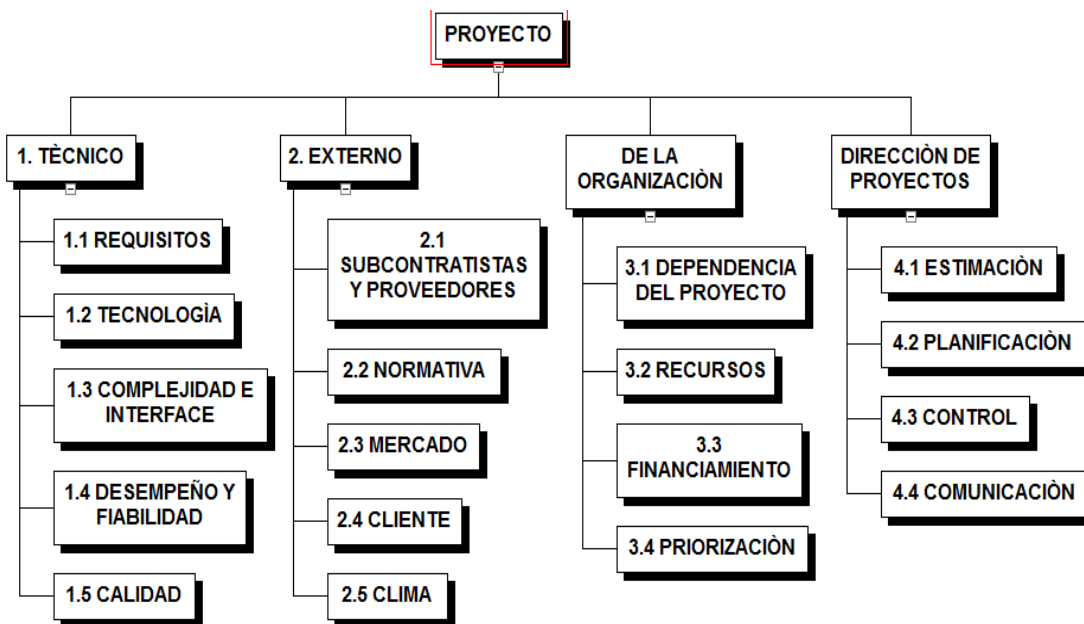 PROYECTO
1. TÈCNICO
2. EXTERNO
DE LA
ORGANIZACIÒN
DIRECCIÒN DE
PROYECTOS
1.1 REQUISITOS
1.2 TECNOLOGÌA
1.3 COMPLEJIDAD E
INTERFACE
1.4 DESEMPEÑO Y
FIABILIDAD
1.5 CALIDAD
2.1
SUBCONTRATISTAS
Y PROVEEDORES
2.2 NORMATIVA
2.3 MERCADO
2.4 CLIENTE
2.5 CLIMA
3.1 DEPENDENCIA
DEL PROYECTO
3.2 RECURSOS
3.3
FINANCIAMIENTO
3.4 PRIORIZACIÒN
4.1 ESTIMACIÒN
4.2 PLANIFICACIÒN
4.3 CONTROL
4.4 COMUNICACIÒN